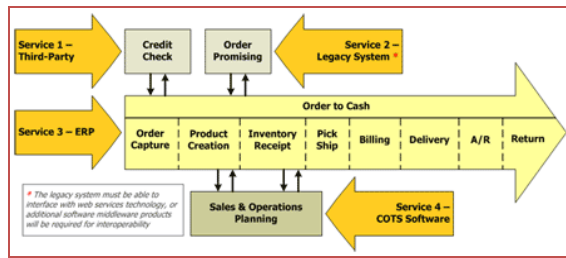 Service 1 –
Third-Party
Credit
Check
Order
Promising
Service 2 –
Legacy System *
Order to Cash
Service 3 – ERP
Order
Capture
Product
Creation
Inventory
Receipt
Pick
Ship
Billing
Delivery
A/R
Return
* The legacy system must be able to
interface with web services technology, or
additional software middleware products
will be required for interoperability
Sales & Operations
Planning
Service 4 –
COTS Software